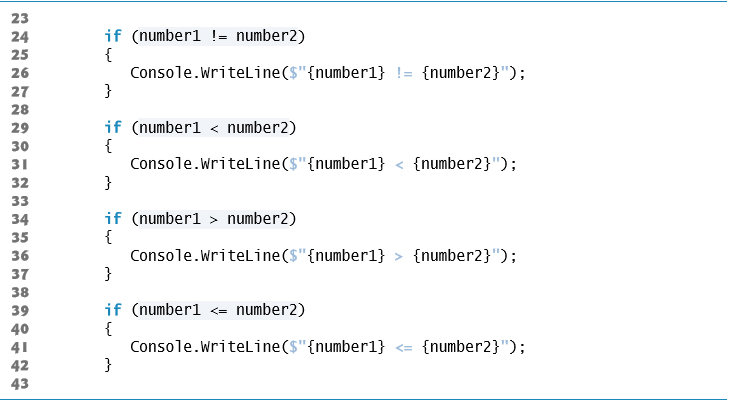 23
24 if (number1 != number2)
25 {
26 Console.WriteLine($"{number1} != {number2}");
27 }
28
29 if (number1 < number2)
30 {
31 Console.WriteLine($"{number1} < {number2}");
32 }
33
34 if (number1 > number2)
35 {
36 Console.WriteLine($"{number1} > {number2}");
37 }
38
39 if (number1 <= number2)
40 {
41 Console.WriteLine($"{number1} <= {number2}");
42 }
43